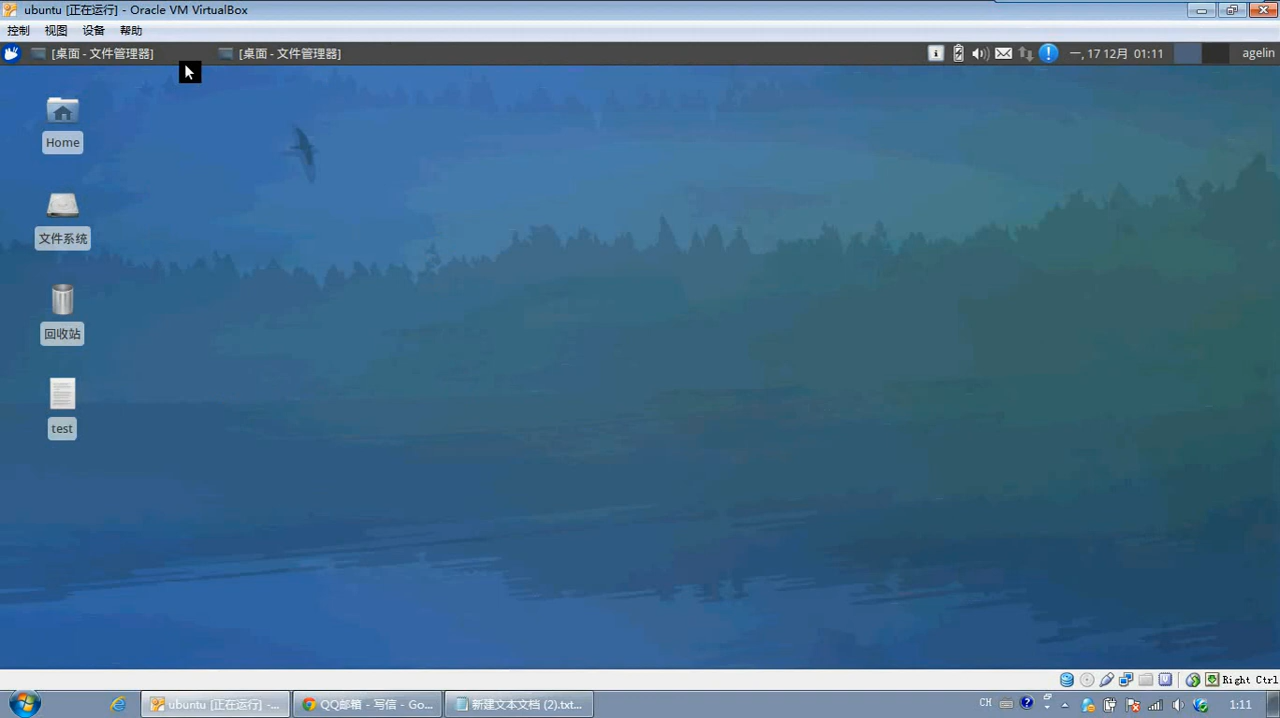 ubuntu [正在运行] - Oracle VM VirtualBox
控制 视图 设备 帮助
[桌面 - 文件管理器] [桌面 - 文件管理器] 一, 17 12月 01:11 agelin
Home
文件系统
回收站
test
Right Ctrl
ubuntu [正在运行] -... QQ邮箱 - 写信 - Go... 新建文本文档 (2).txt... CH 1:11